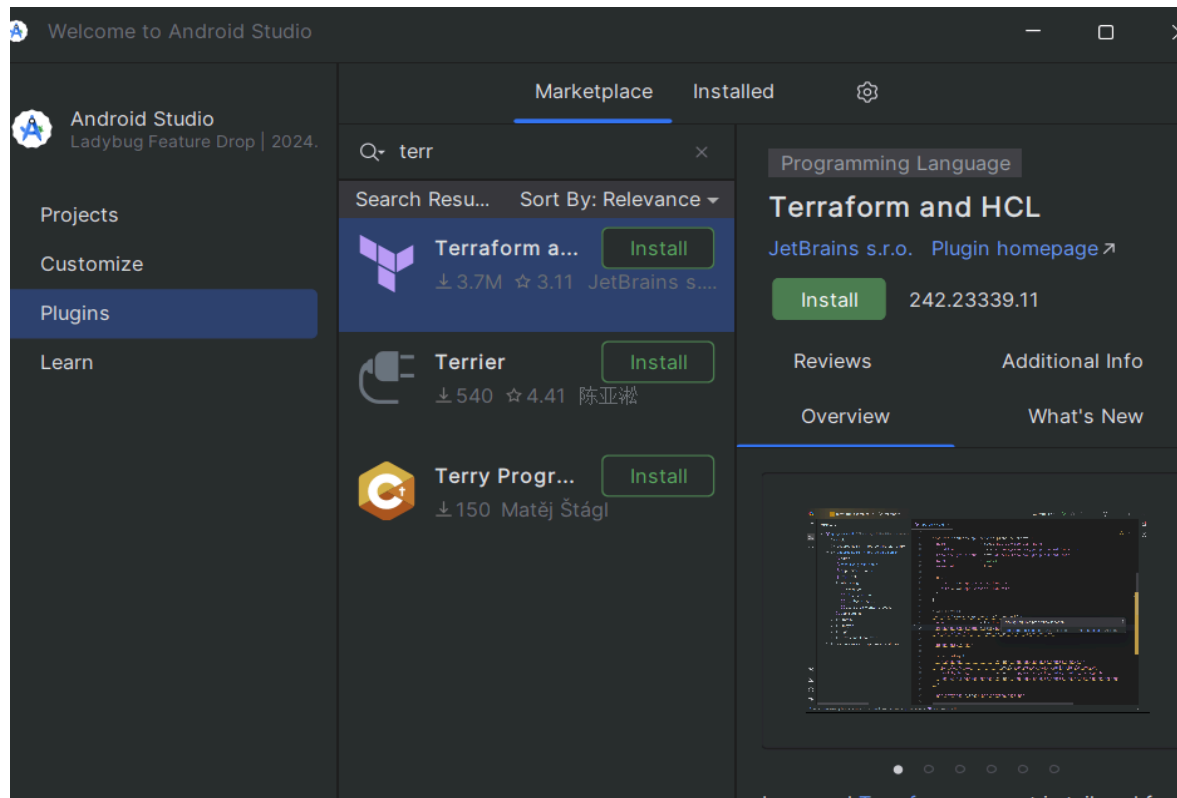 Welcome to Android Studio
Android Studio
Ladybug Feature Drop | 2024.
Projects
Customize
Plugins
Learn
Marketplace Installed
terr
Search Resu... Sort By: Relevance
Terraform a... Install
3.7M 3.11 JetBrains s....
Terrier Install
540 4.41 陈亚淞
Terry Progr... Install
150 Matěj Štágl
Programming Language
Terraform and HCL
JetBrains s.r.o. Plugin homepage
Install 242.23339.11
Reviews Additional Info
Overview What's New